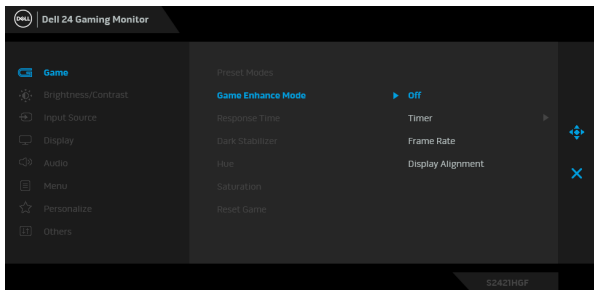 DELL Dell 24 Gaming Monitor
Game
Brightness/Contrast
Input Source
Display
Audio
Menu
Personalize
Others
Preset Modes
Game Enhance Mode
Response Time
Dark Stabilizer
Hue
Saturation
Reset Game
Off
Timer
Frame Rate
Display Alignment
S2421HGF